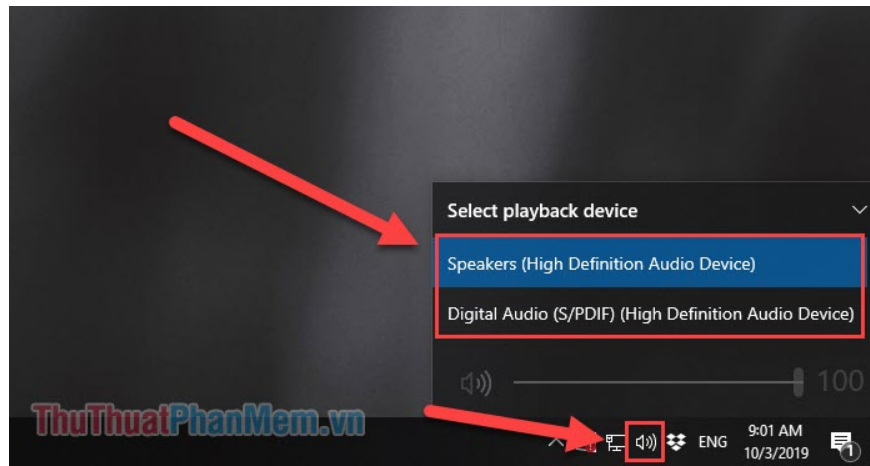 Select playback device
Speakers (High Definition Audio Device)
Digital Audio (S/PDIF) (High Definition Audio Device)
100
ThuThuatPhanMem.vn
ENG
9:01 AM
10/3/2019
1